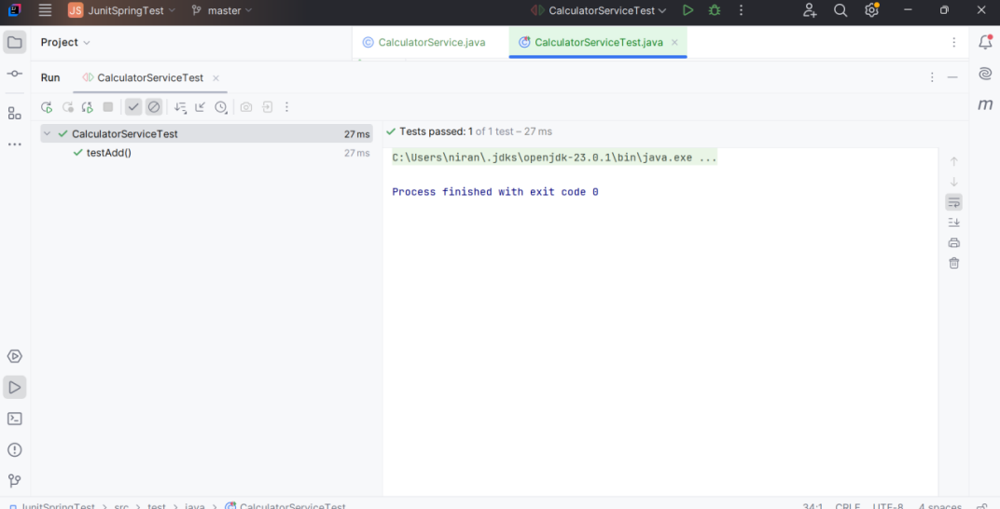 JS JunitSpringTest master CalculatorServiceTest
Project CalculatorService.java CalculatorServiceTest.java
Run CalculatorServiceTest
CalculatorServiceTest 27 ms
testAdd() 27 ms
Tests passed: 1 of 1 test – 27 ms
C:\Users\niran\.jdks\openjdk-23.0.1\bin\java.exe ...
Process finished with exit code 0
m
JunitSpringTest > src > test > java > CalculatorServiceTest 34:1 CRLF UTF-8 4 spaces